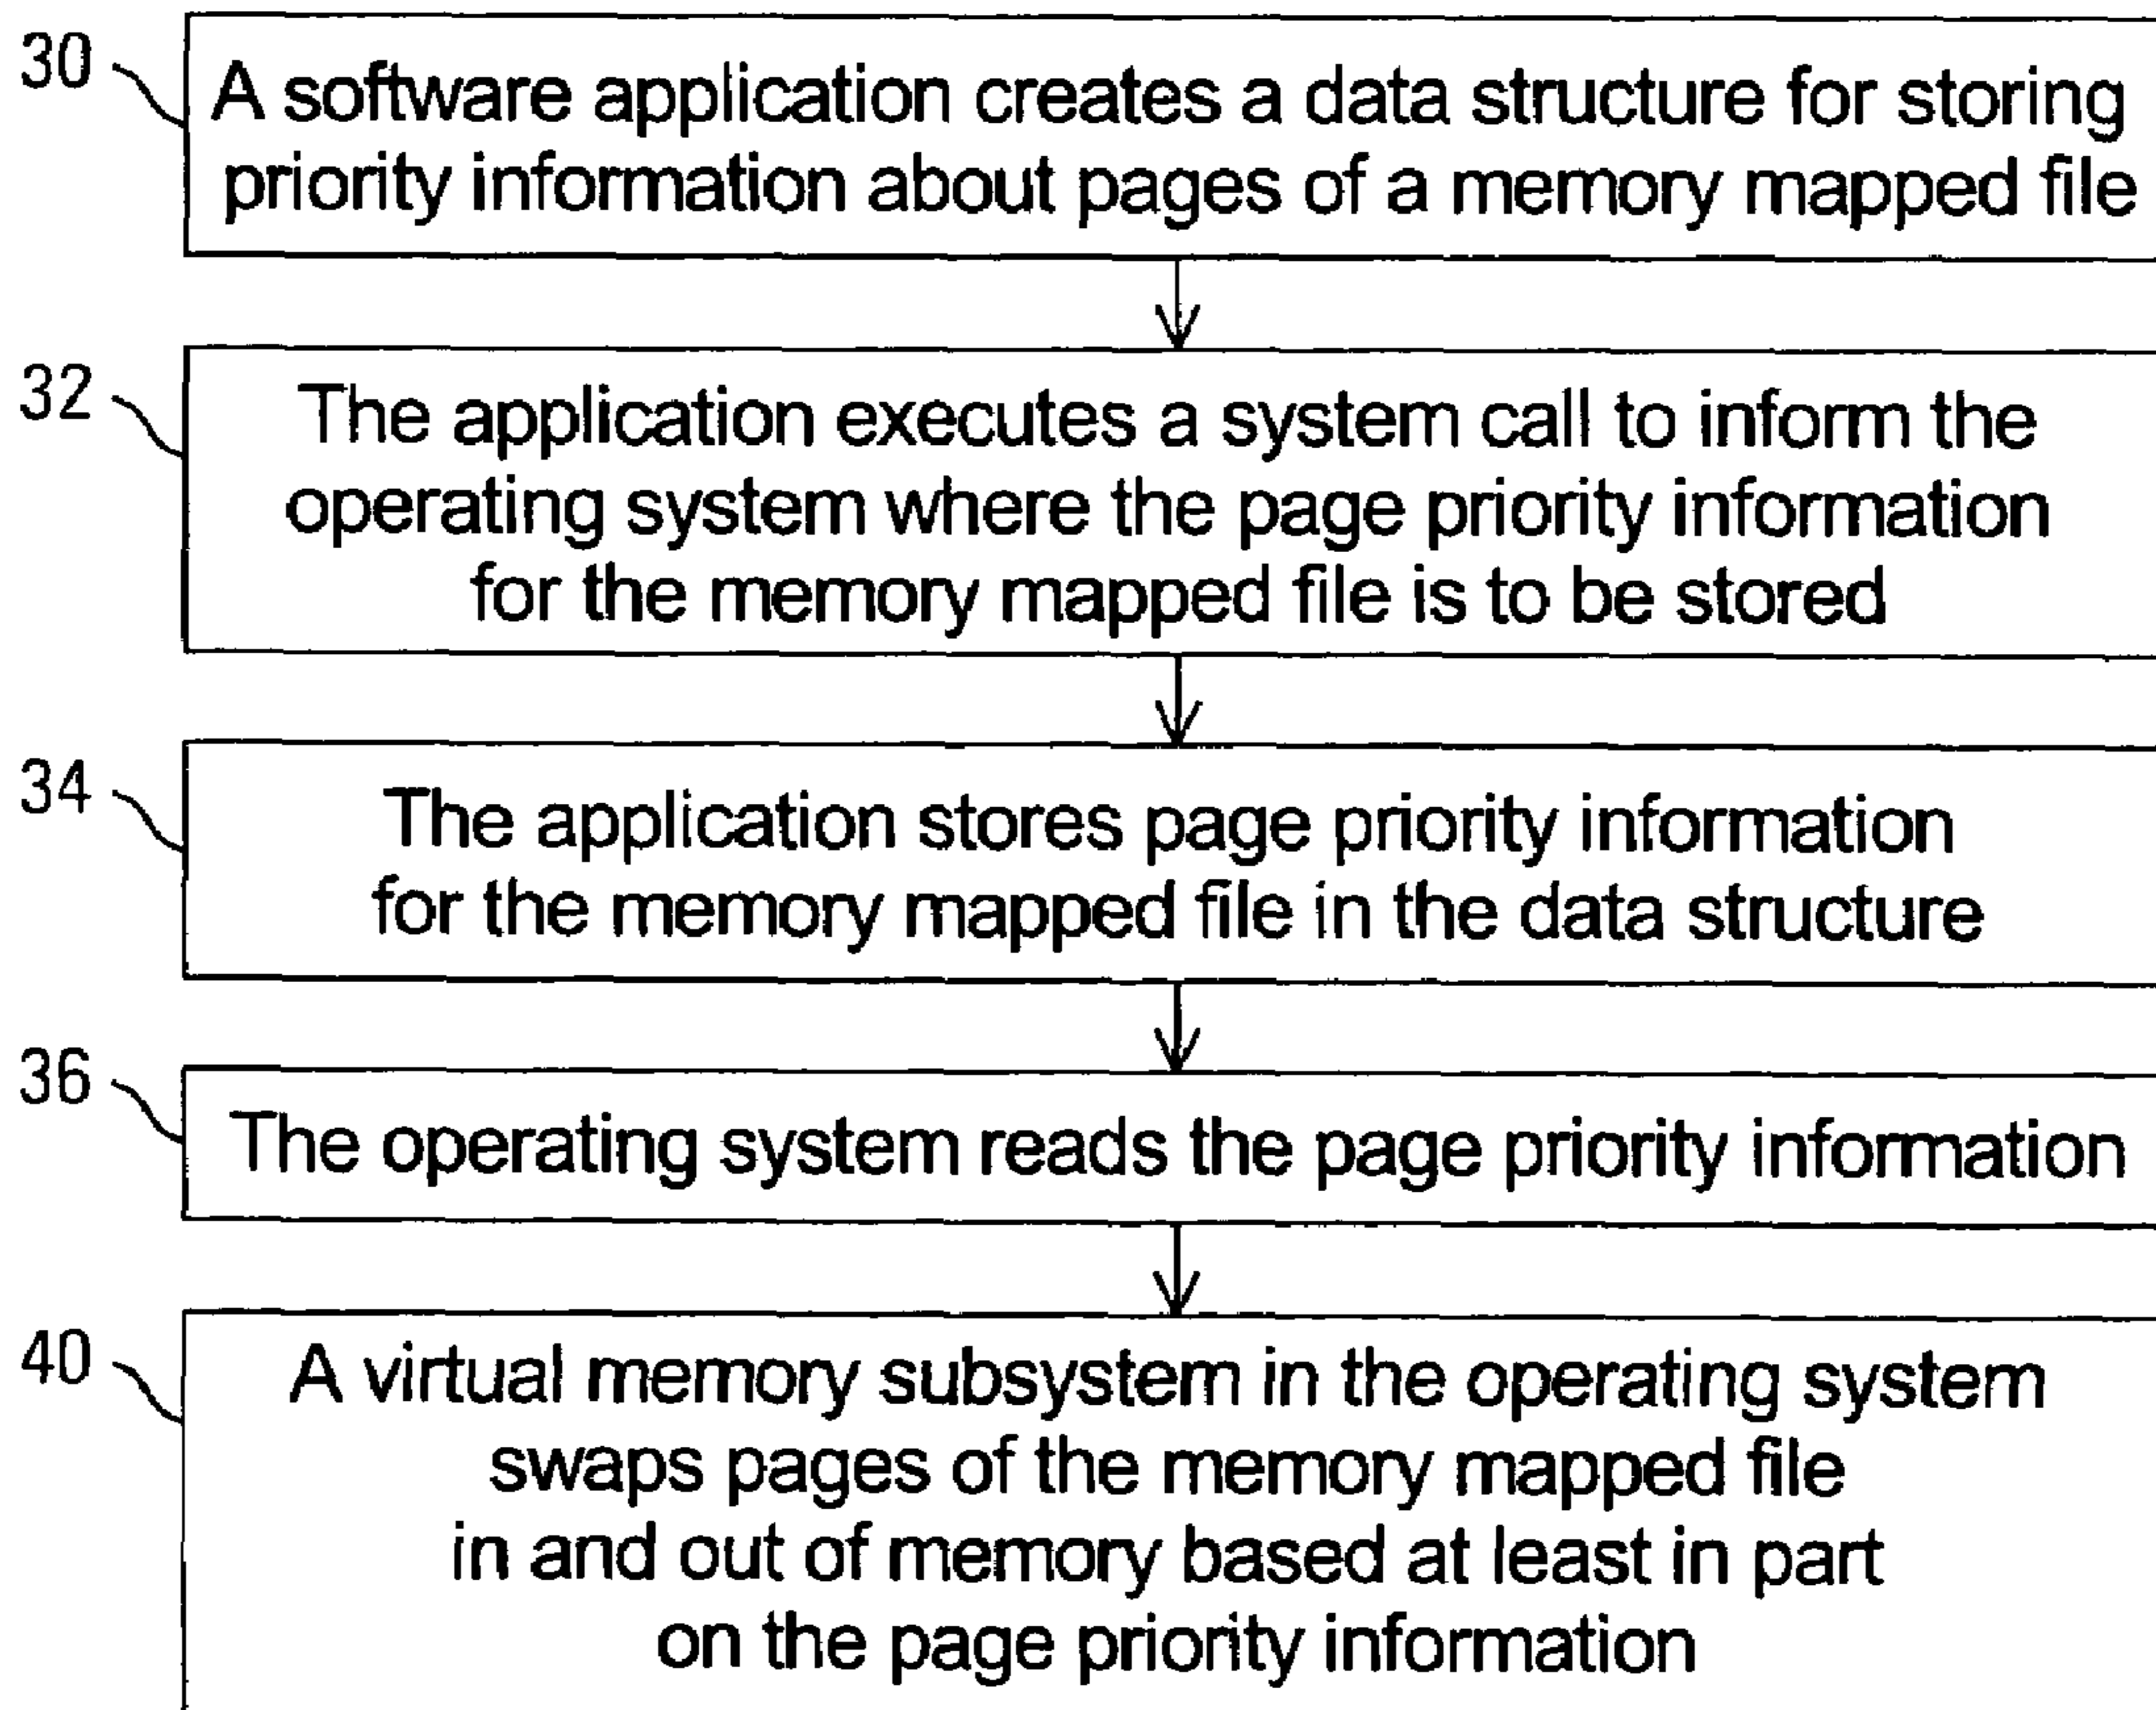 30
A software application creates a data structure for storing
priority information about pages of a memory mapped file
32
The application executes a system call to inform the
operating system where the page priority information
for the memory mapped file is to be stored
34
The application stores page priority information
for the memory mapped file in the data structure
36
The operating system reads the page priority information
40
A virtual memory subsystem in the operating system
swaps pages of the memory mapped file
in and out of memory based at least in part
on the page priority information